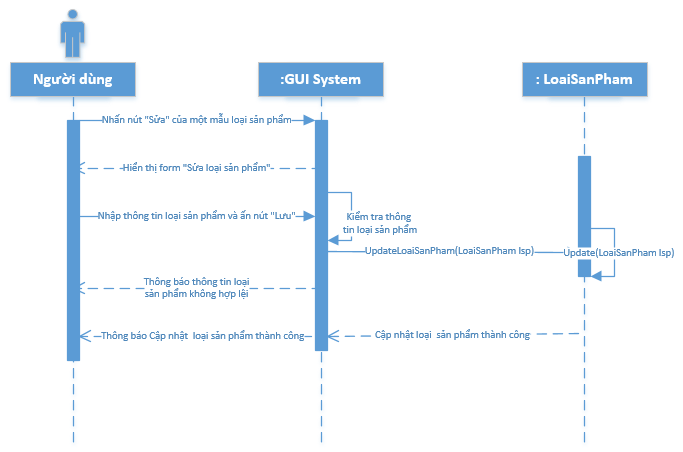 Người dùng
:GUI System
: LoaiSanPham
Nhấn nút "Sửa" của một mẫu loại sản phẩm
Hiển thị form "Sửa loại sản phẩm"
Nhập thông tin loại sản phẩm và ấn nút "Lưu"
Kiểm tra thông
tin loại sản phẩm
UpdateLoaiSanPham(LoaiSanPham lsp)
Update(LoaiSanPham lsp)
Thông báo thông tin loại
sản phẩm không hợp lệi
Thông báo Cập nhật loại sản phẩm thành công
Cập nhật loại sản phẩm thành công